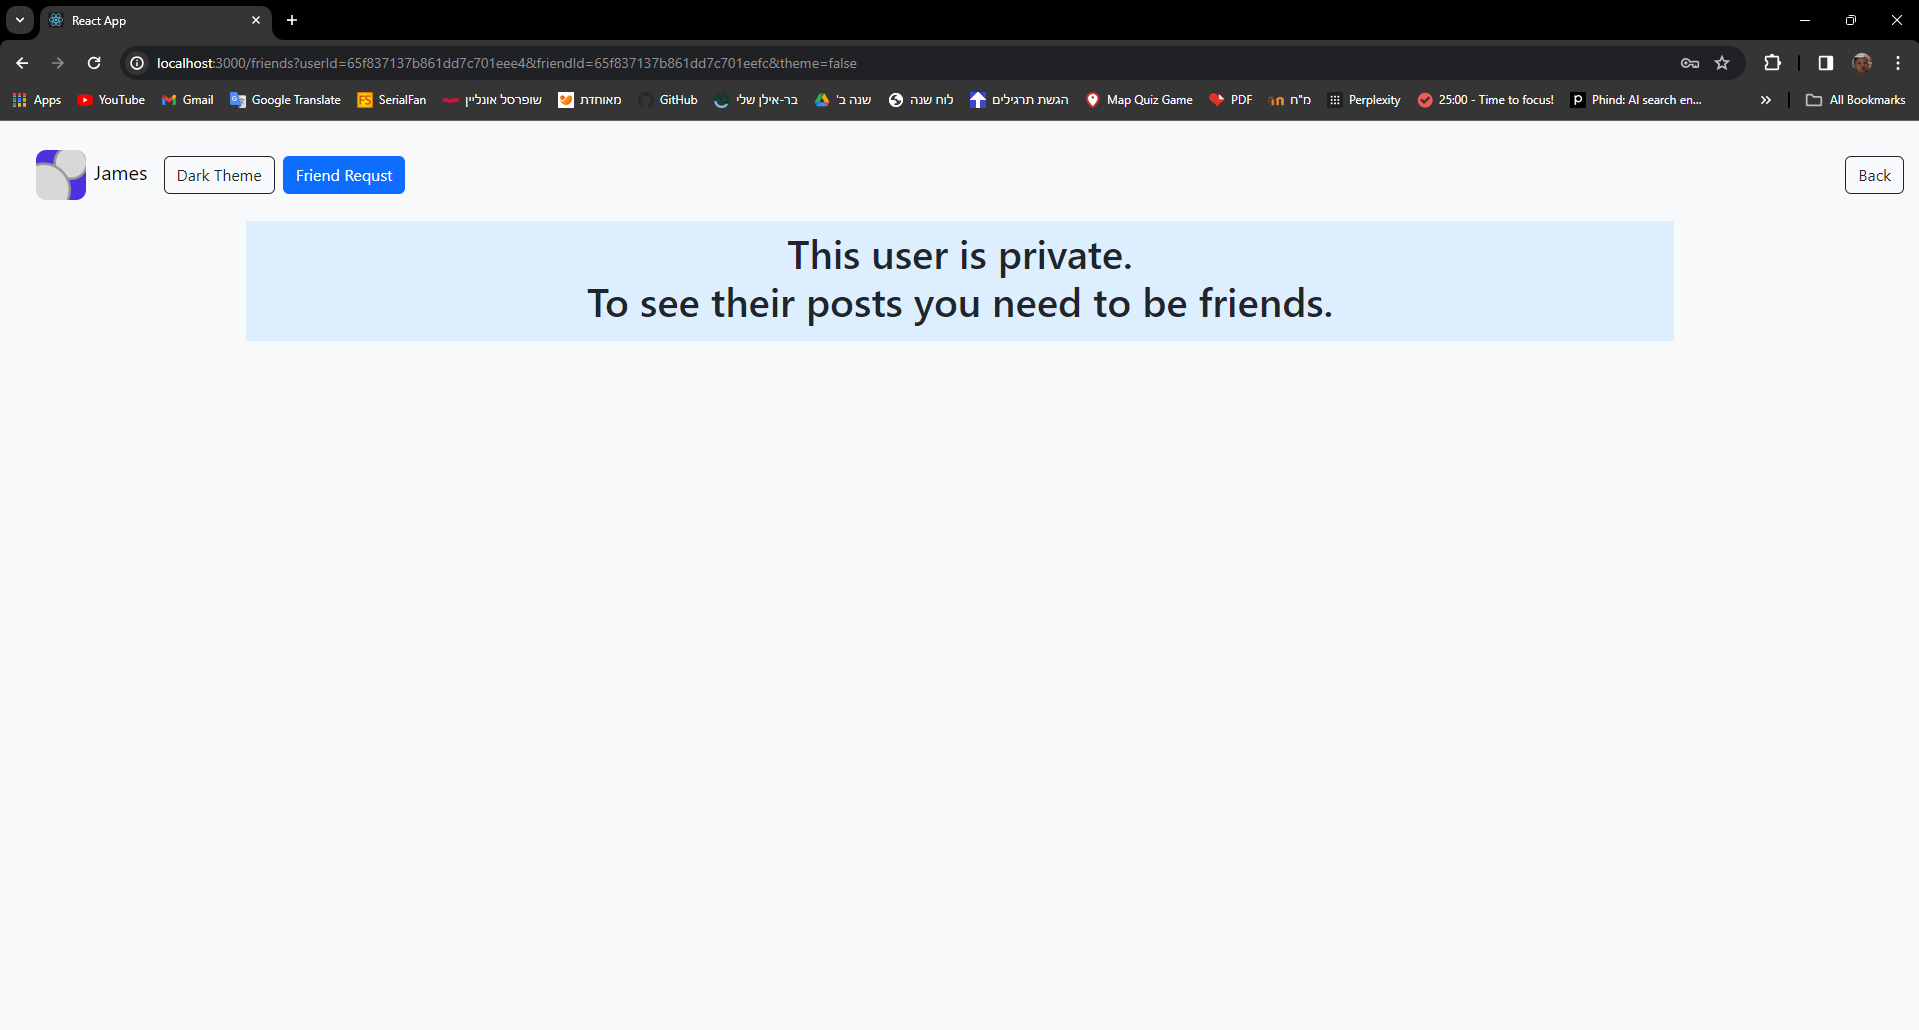 React App
localhost:3000/friends?userId=65f837137b861dd7c701eee4&friendId=65f837137b861dd7c701eefc&theme=false
Apps YouTube Gmail Google Translate FS SerialFan שופרסל אונליין מאוחדת GitHub בר-אילן שלי שנה ב' לוח שנה הגשת תרגילים Map Quiz Game PDF מ"ח Perplexity 25:00 - Time to focus! Phind: AI search en... All Bookmarks
James Dark Theme Friend Requst Back
This user is private.
To see their posts you need to be friends.